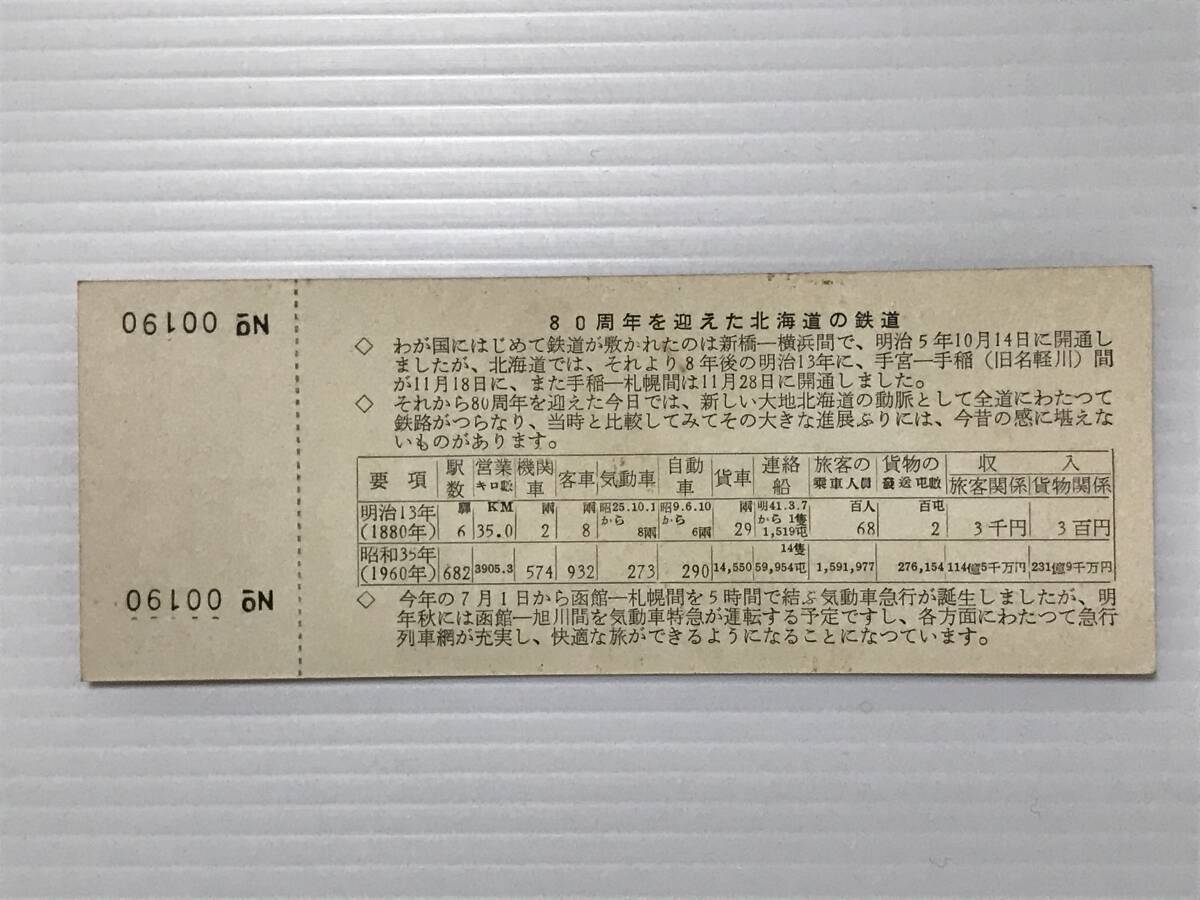 № 00190
№ 00190
80周年を迎えた北海道の鉄道
◇ わが国にはじめて鉄道が敷かれたのは新橋―横浜間で、明治5年10月14日に開通し
ましたが、北海道では、それより8年後の明治13年に、手宮―手稲（旧名軽川）間
が11月18日に、また手稲―札幌間は11月28日に開通しました。
◇ それから80周年を迎えた今日では、新しい大地北海道の動脈として全道にわたつて
鉄路がつらなり、当時と比較してみてその大きな進展ぶりには、今昔の感に堪えな
いものがあります。
要項 駅数 営業キロ 機関車 客車 気動車 自動車 貨車 連絡船 旅客の乗車人員 貨物の発送屯数 収入 旅客関係 貨物関係
明治13年(1880年) 駅6 KM35.0 両2 両8 昭25.10.1から8両 昭9.6.10から6両 両29 明41.3.7から1隻1,519屯 百人68 百屯2 3千円 3百円
昭和35年(1960年) 682 3905.3 574 932 273 290 14,550 14隻59,954屯 1,591,977 276,154 114億5千万円 231億9千万円
◇ 今年の7月1日から函館―札幌間を5時間で結ぶ気動車急行が誕生しましたが、明
年秋には函館―旭川間を気動車特急が運転する予定ですし、各方面にわたつて急行
列車網が充実し、快適な旅ができるようになることになつています。